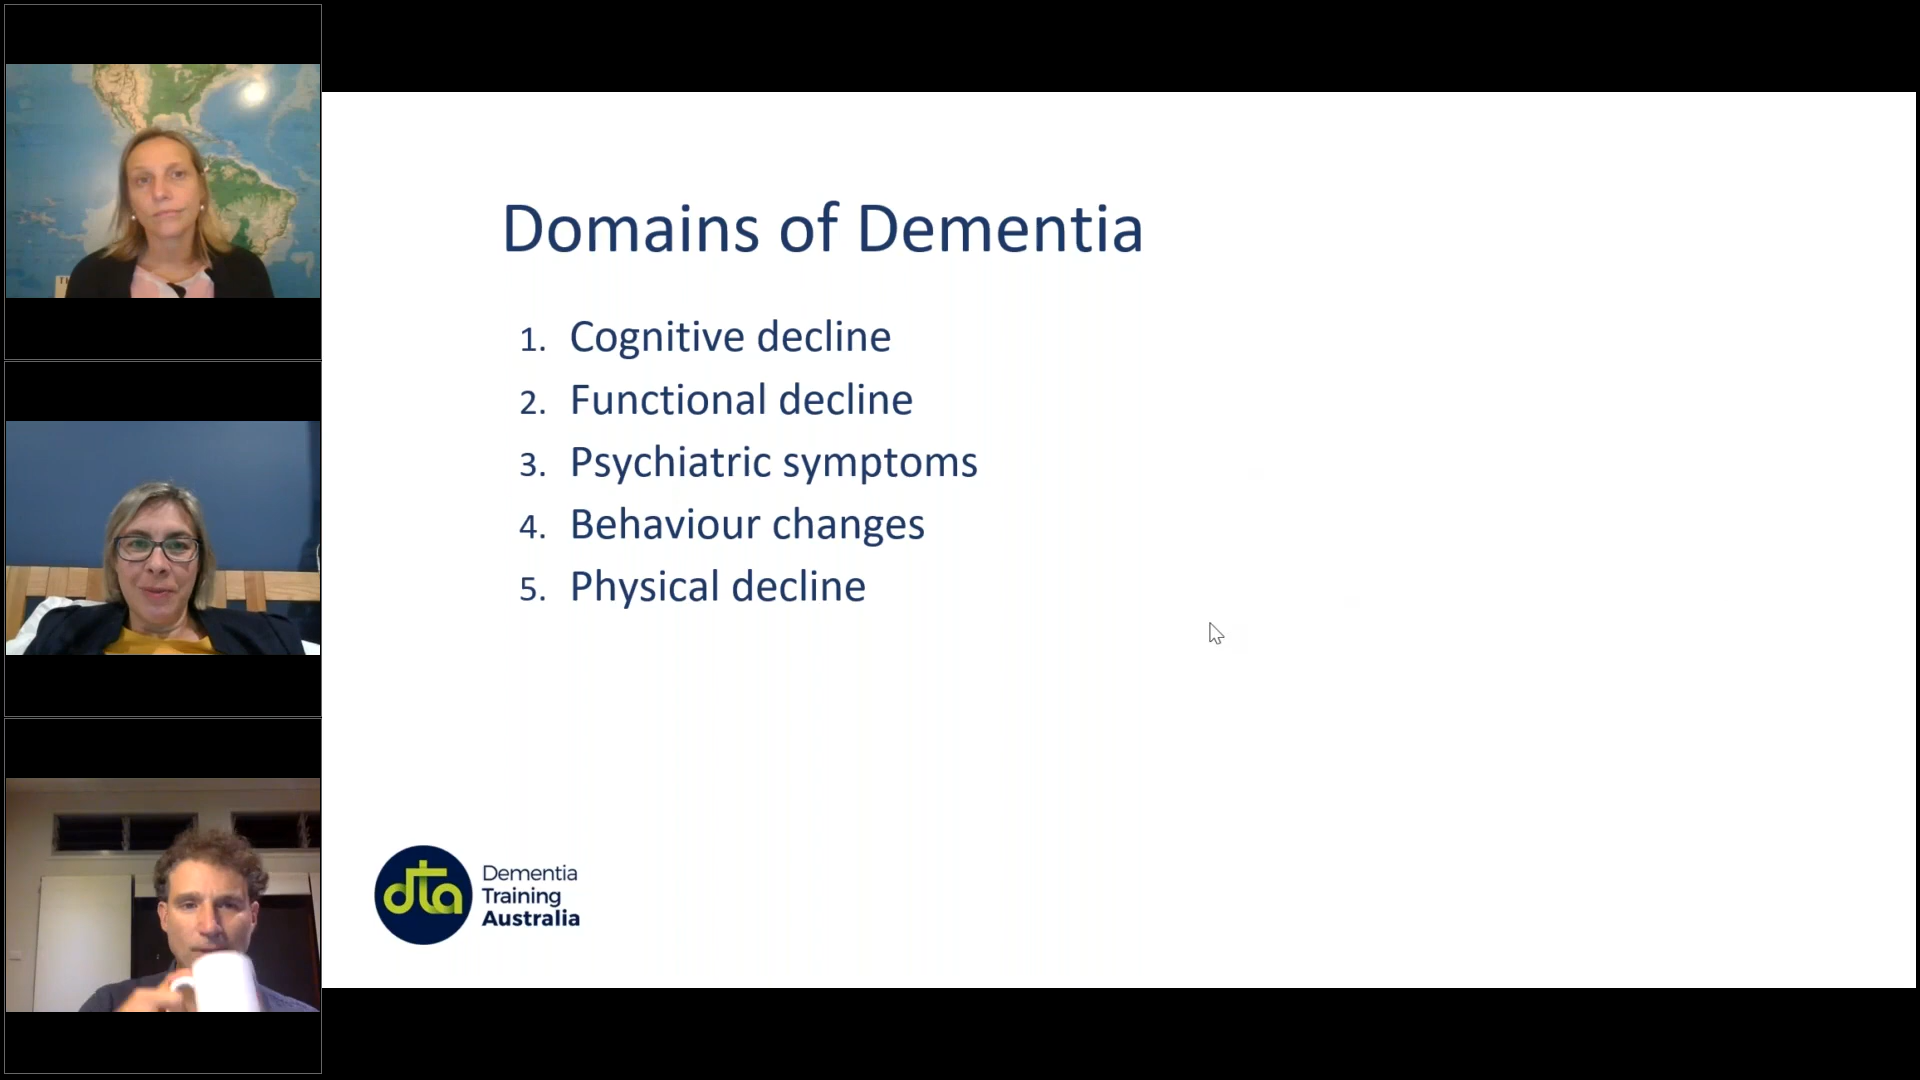 Domains of Dementia
1. Cognitive decline
2. Functional decline
3. Psychiatric symptoms
4. Behaviour changes
5. Physical decline
dta
Dementia
Training
Australia